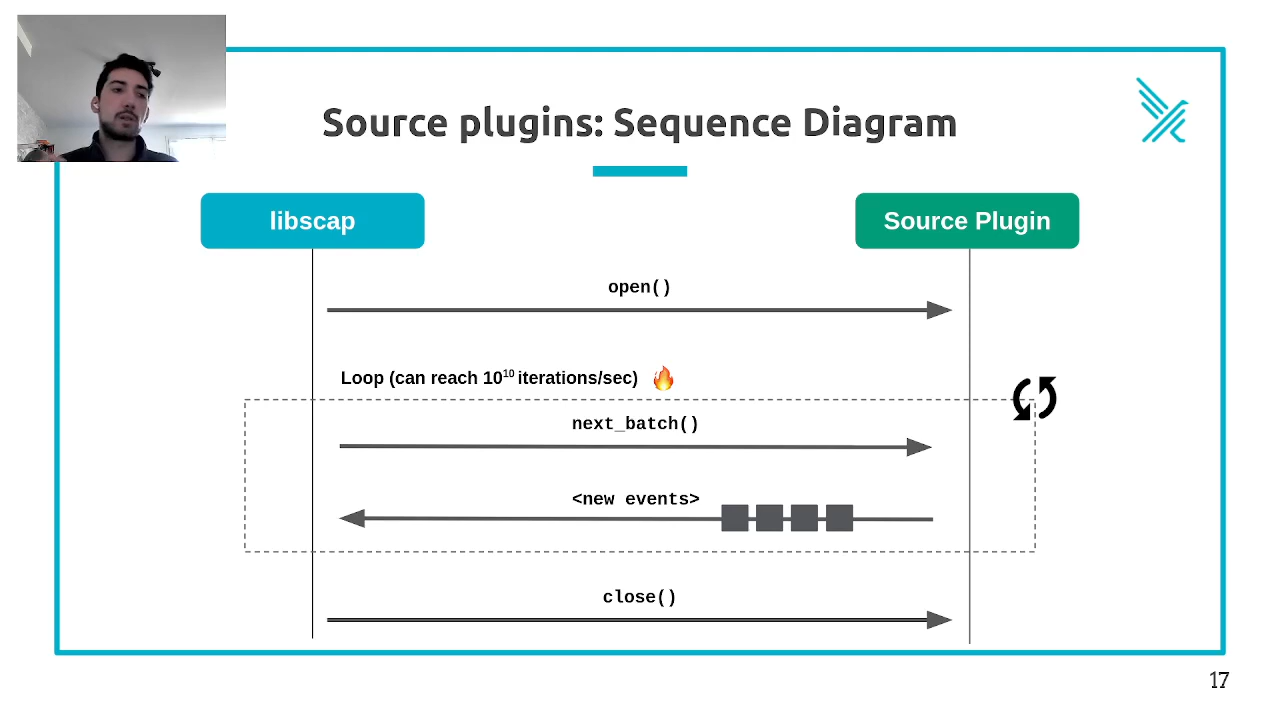 Source plugins: Sequence Diagram
libscap
Source Plugin
open()
Loop (can reach 10¹⁰ iterations/sec) 🔥
next_batch()
<new events>
close()
17